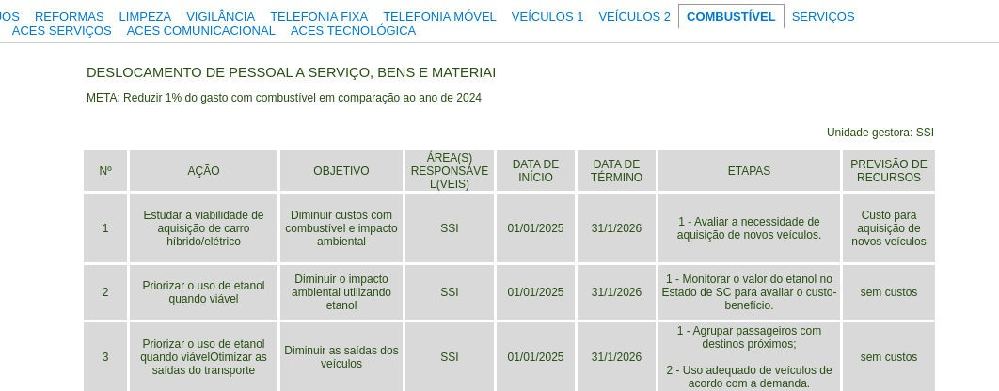 JOS REFORMAS LIMPEZA VIGILÂNCIA TELEFONIA FIXA TELEFONIA MÓVEL VEÍCULOS 1 VEÍCULOS 2 COMBUSTÍVEL SERVIÇOS
ACES SERVIÇOS ACES COMUNICACIONAL ACES TECNOLÓGICA
DESLOCAMENTO DE PESSOAL A SERVIÇO, BENS E MATERIAI
META: Reduzir 1% do gasto com combustível em comparação ao ano de 2024
Unidade gestora: SSI
Nº
AÇÃO
OBJETIVO
ÁREA(S)
RESPONSÁVE
L(VEIS)
DATA DE
INÍCIO
DATA DE
TÉRMINO
ETAPAS
PREVISÃO DE
RECURSOS
1
Estudar a viabilidade de
aquisição de carro
híbrido/elétrico
Diminuir custos com
combustível e impacto
ambiental
SSI
01/01/2025
31/1/2026
1 - Avaliar a necessidade de
aquisição de novos veículos.
Custo para
aquisição de
novos veículos
2
Priorizar o uso de etanol
quando viável
Diminuir o impacto
ambiental utilizando
etanol
SSI
01/01/2025
31/1/2026
1 - Monitorar o valor do etanol no
Estado de SC para avaliar o custo-
benefício.
sem custos
3
Priorizar o uso de etanol
quando viávelOtimizar as
saídas do transporte
Diminuir as saídas dos
veículos
SSI
01/01/2025
31/1/2026
1 - Agrupar passageiros com
destinos próximos;
2 - Uso adequado de veículos de
acordo com a demanda.
sem custos